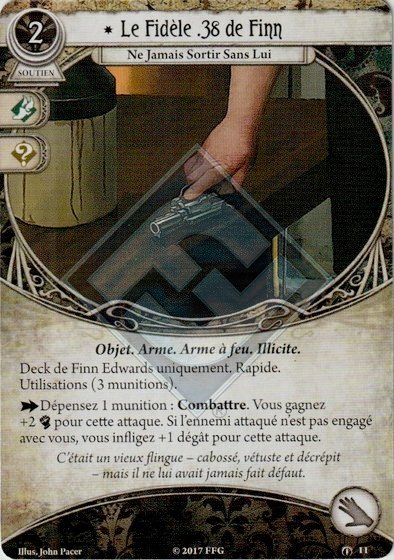 2
Le Fidèle .38 de Finn
Ne Jamais Sortir Sans Lui
SOUTIEN
?
Objet. Arme. Arme à feu. Illicite.
Deck de Finn Edwards uniquement. Rapide.
Utilisations (3 munitions).
Dépensez 1 munition : Combattre. Vous gagnez
+2 pour cette attaque. Si l'ennemi attaqué n'est pas engagé
avec vous, vous infligez +1 dégât pour cette attaque.
C'était un vieux flingue – cabossé, vétuste et décrépit
– mais il ne lui avait jamais fait défaut.
Illus. John Pacer
© 2017 FFG
11